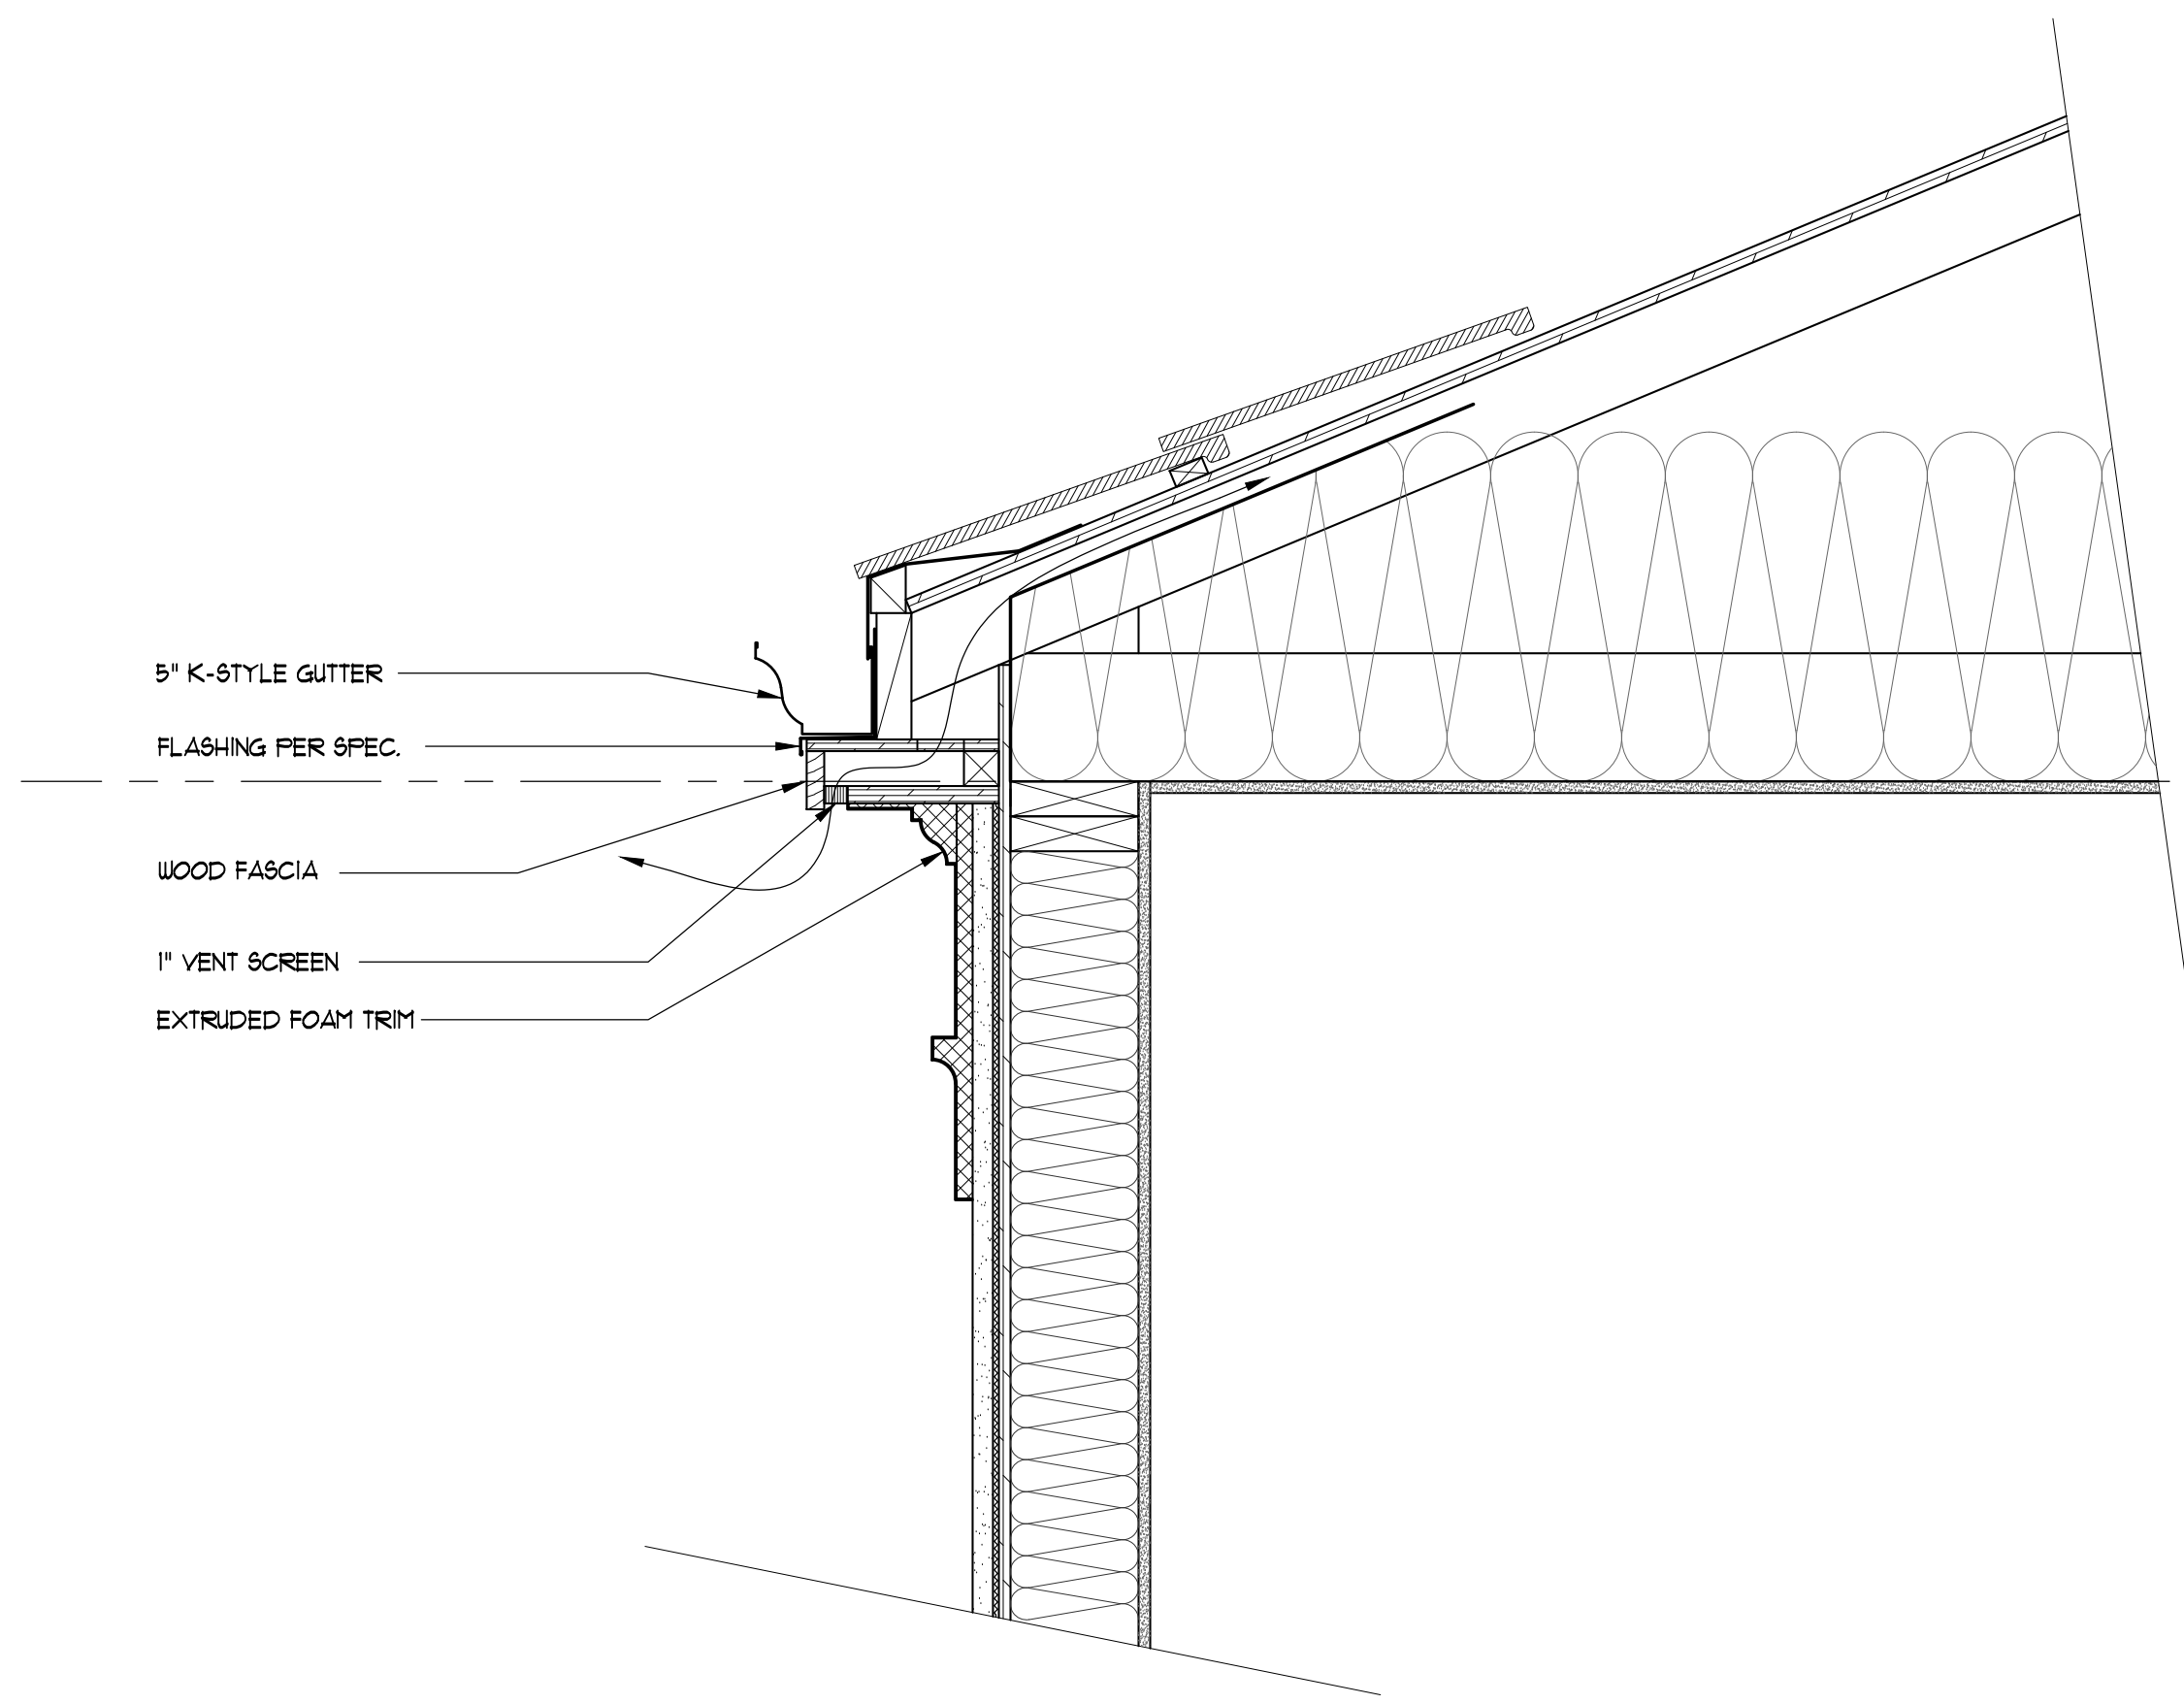 5" K-STYLE GUTTER
FLASHING PER SPEC.
WOOD FASCIA
1" VENT SCREEN
EXTRUDED FOAM TRIM